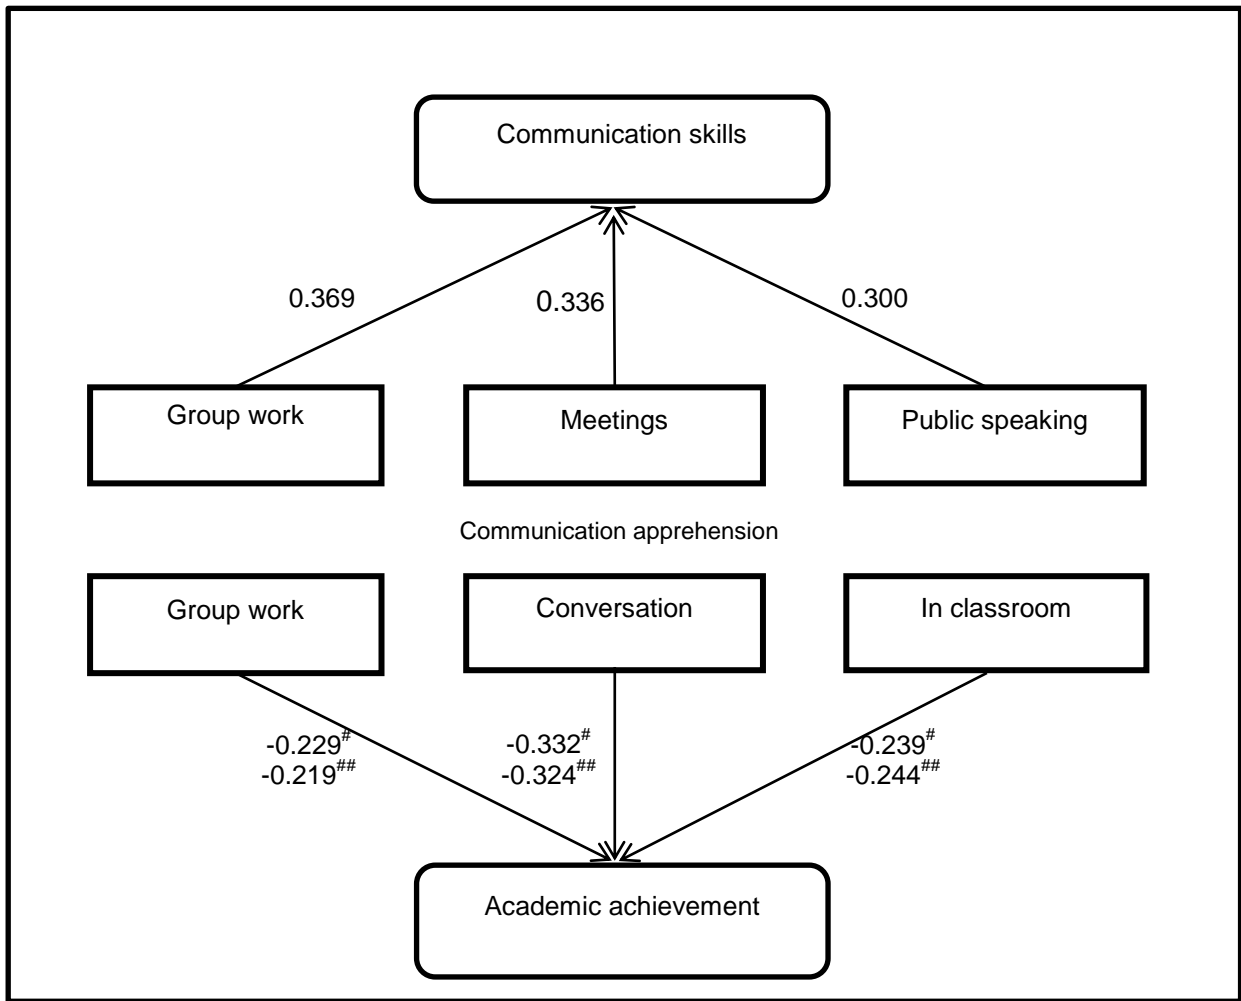 Communication skills
0.369
0.336
0.300
Group work
Meetings
Public speaking
Communication apprehension
Group work
Conversation
In classroom
-0.229#
-0.219##
-0.332#
-0.324##
-0.239#
-0.244##
Academic achievement